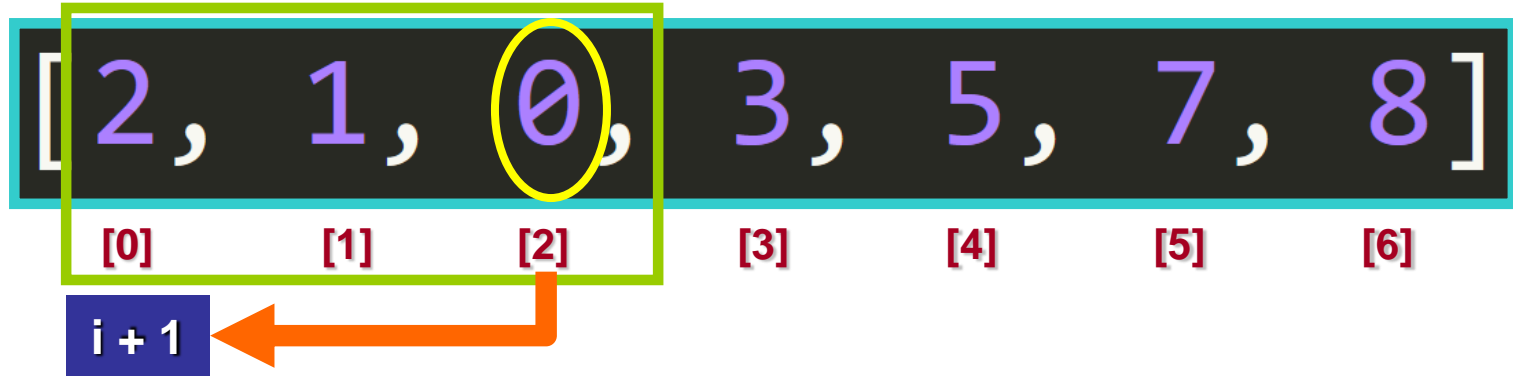 [2, 1, 0, 3, 5, 7, 8]
[0] [1] [2] [3] [4] [5] [6]
i + 1